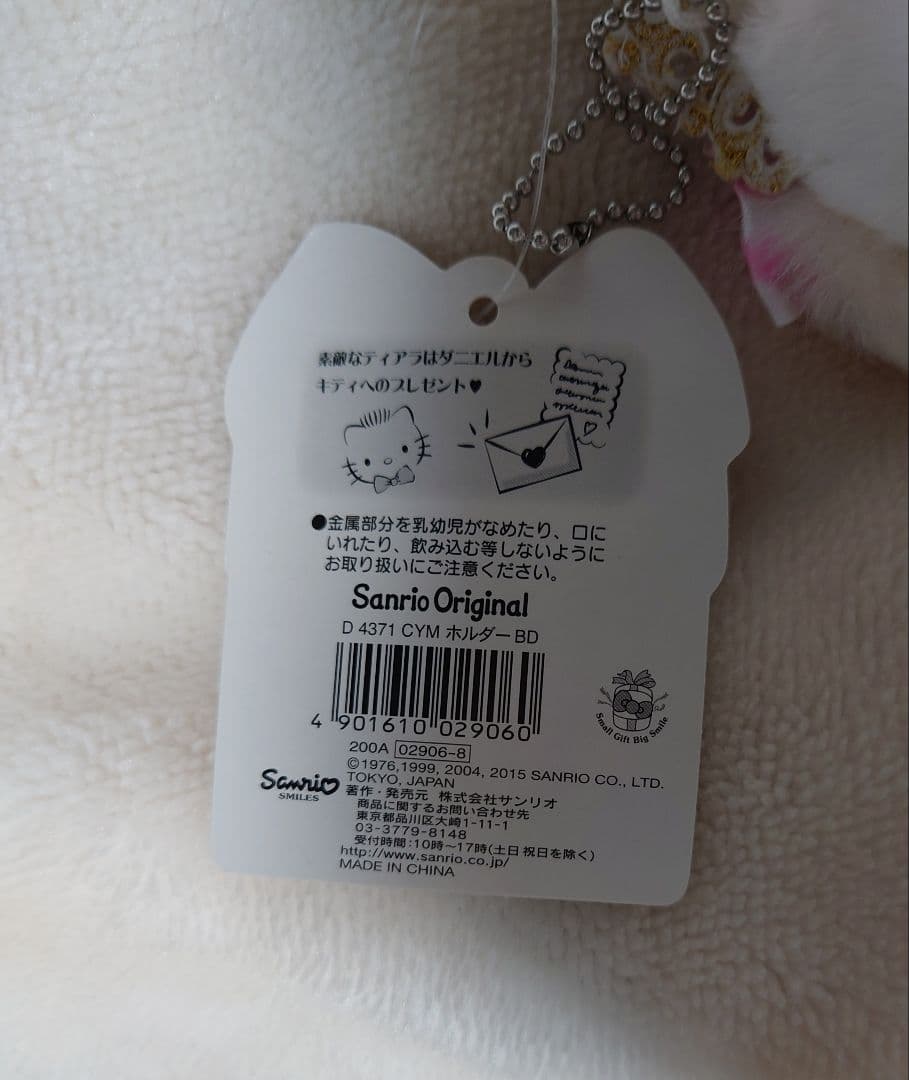 素敵なティアラはダニエルから
キティへのプレゼント♥
●金属部分を乳幼児がなめたり、口に
いれたり、飲み込む等しないように
お取り扱いにご注意ください。
Sanrio Original
D 4371 CYM ホルダー BD
4 901610 029060
Small Gift Big Smile
200A 02906-8
©1976,1999, 2004, 2015 SANRIO CO., LTD.
TOKYO, JAPAN
Sanrio
SMILES
著作・発売元 株式会社サンリオ
商品に関するお問い合わせ先
東京都品川区大崎1-11-1
03-3779-8148
受付時間:10時〜17時(土日 祝日を除く)
http://www.sanrio.co.jp/
MADE IN CHINA